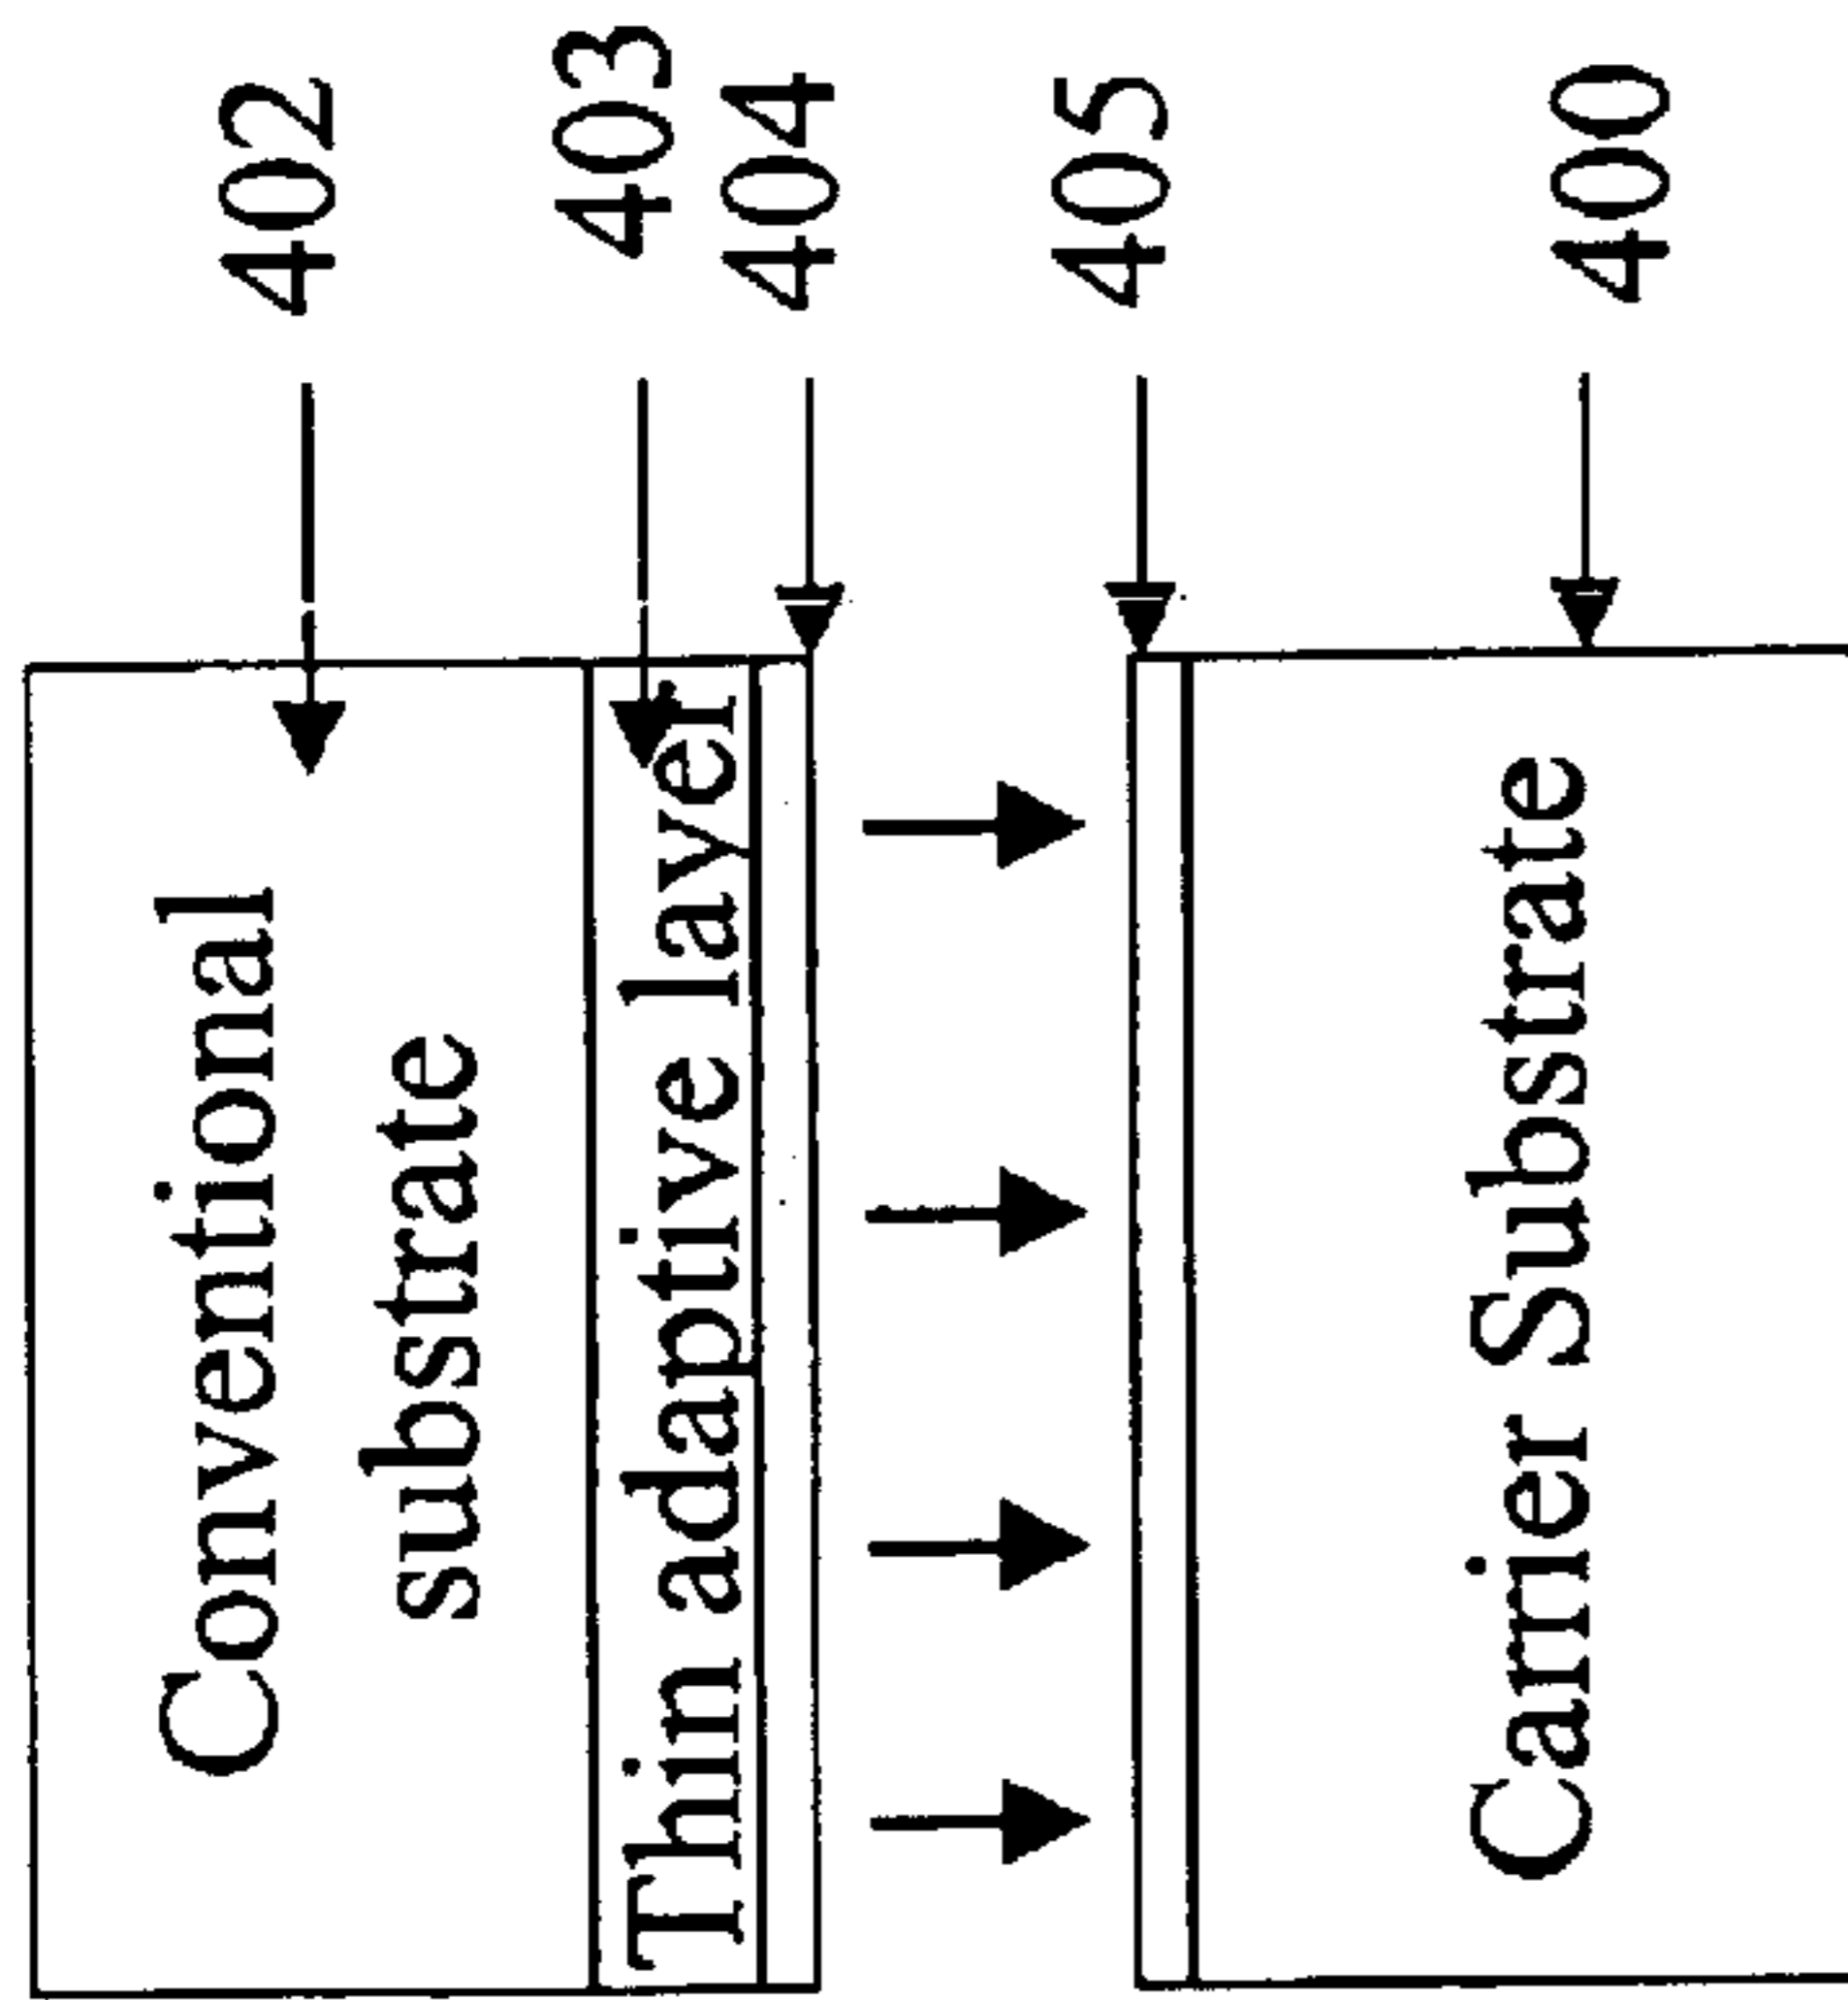 Conventional
substrate
Thin adaptive layer
Carrier Substrate
402
403
404
405
400